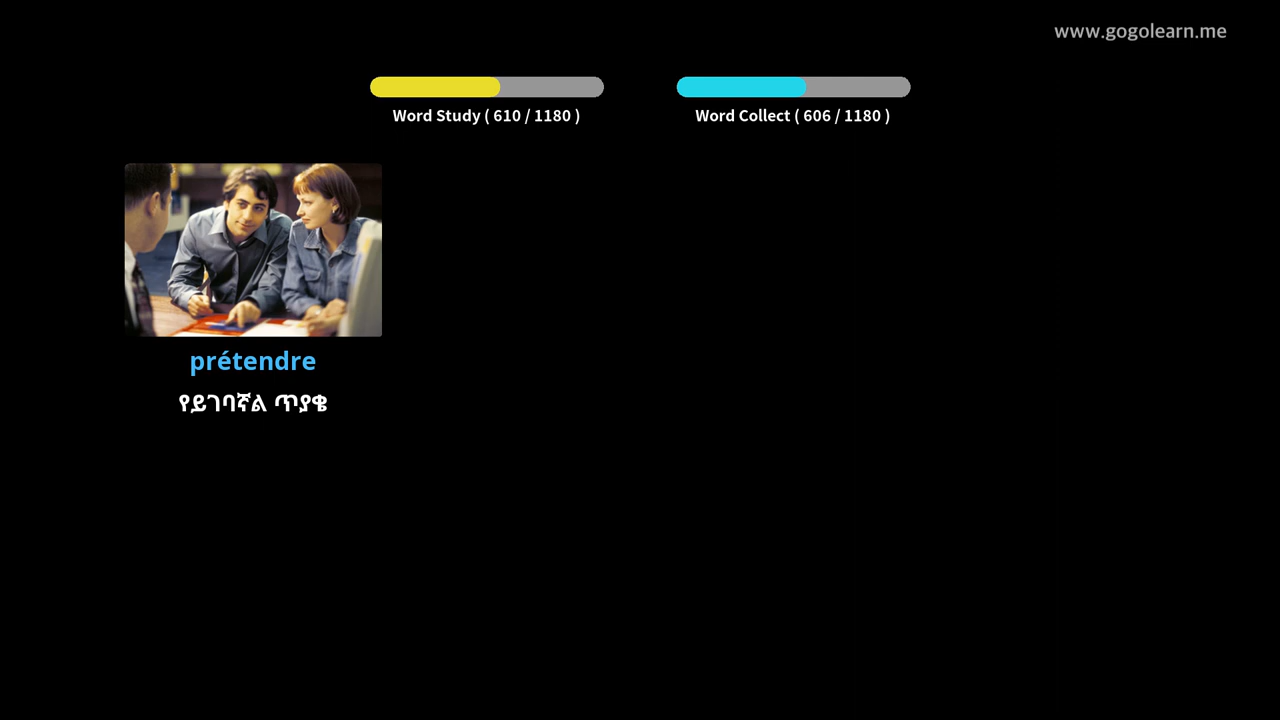 www.gogolearn.me
Word Study ( 610 / 1180 )
Word Collect ( 606 / 1180 )
prétendre
የይገባኛል ጥያቄ